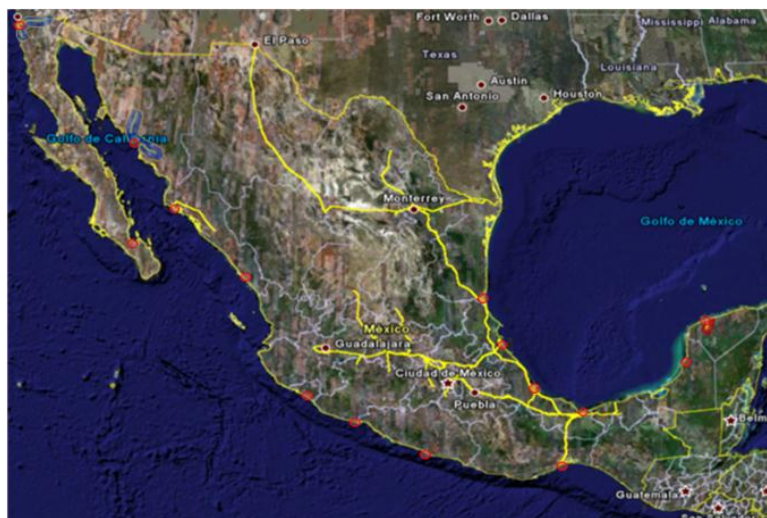 Fort Worth
Dallas
Mississippi
Alabama
El Paso
Texas
Louisiana
Austin
Houston
San Antonio
Golfo de California
Monterrey
Golfo de México
México
Guadalajara
Ciudad de México
Puebla
Belm
Guatemala